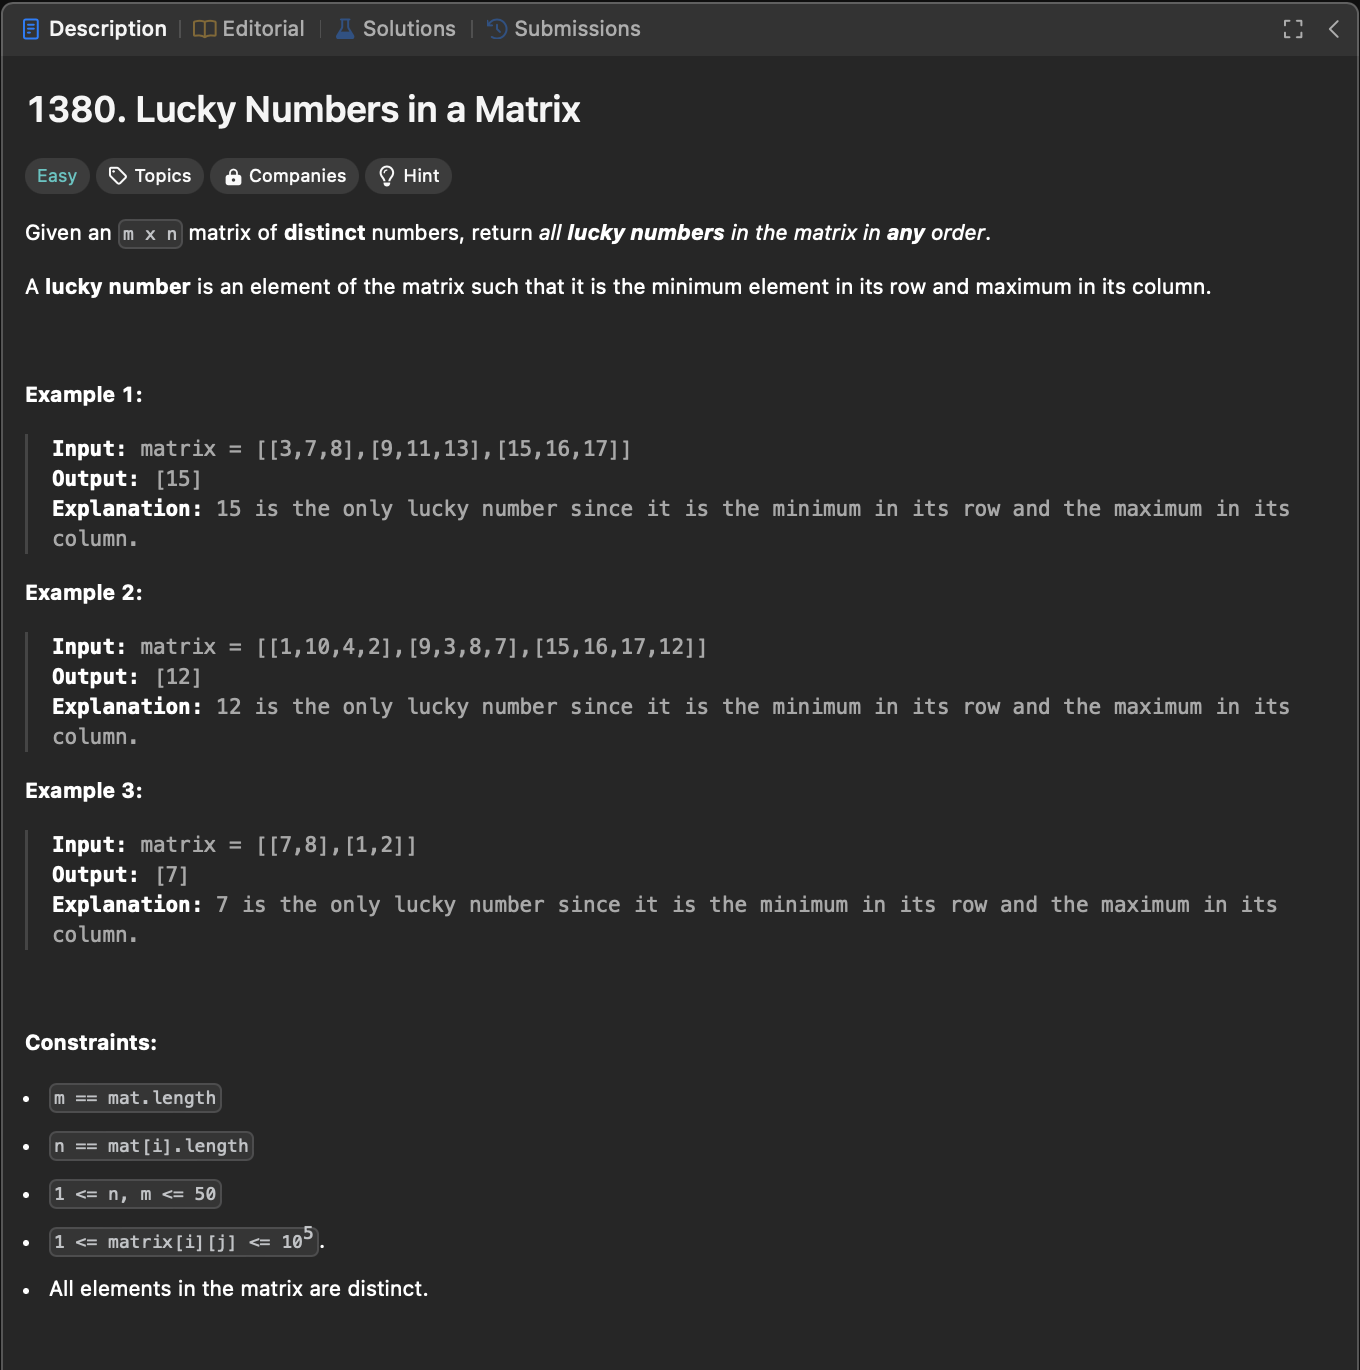 Description | Editorial | Solutions | Submissions
1380. Lucky Numbers in a Matrix
Easy Topics Companies Hint
Given an m x n matrix of distinct numbers, return all lucky numbers in the matrix in any order.
A lucky number is an element of the matrix such that it is the minimum element in its row and maximum in its column.
Example 1:
Input: matrix = [[3,7,8],[9,11,13],[15,16,17]]
Output: [15]
Explanation: 15 is the only lucky number since it is the minimum in its row and the maximum in its
column.
Example 2:
Input: matrix = [[1,10,4,2],[9,3,8,7],[15,16,17,12]]
Output: [12]
Explanation: 12 is the only lucky number since it is the minimum in its row and the maximum in its
column.
Example 3:
Input: matrix = [[7,8],[1,2]]
Output: [7]
Explanation: 7 is the only lucky number since it is the minimum in its row and the maximum in its
column.
Constraints:
• m == mat.length
• n == mat[i].length
• 1 <= n, m <= 50
• 1 <= matrix[i][j] <= 10⁵.
• All elements in the matrix are distinct.